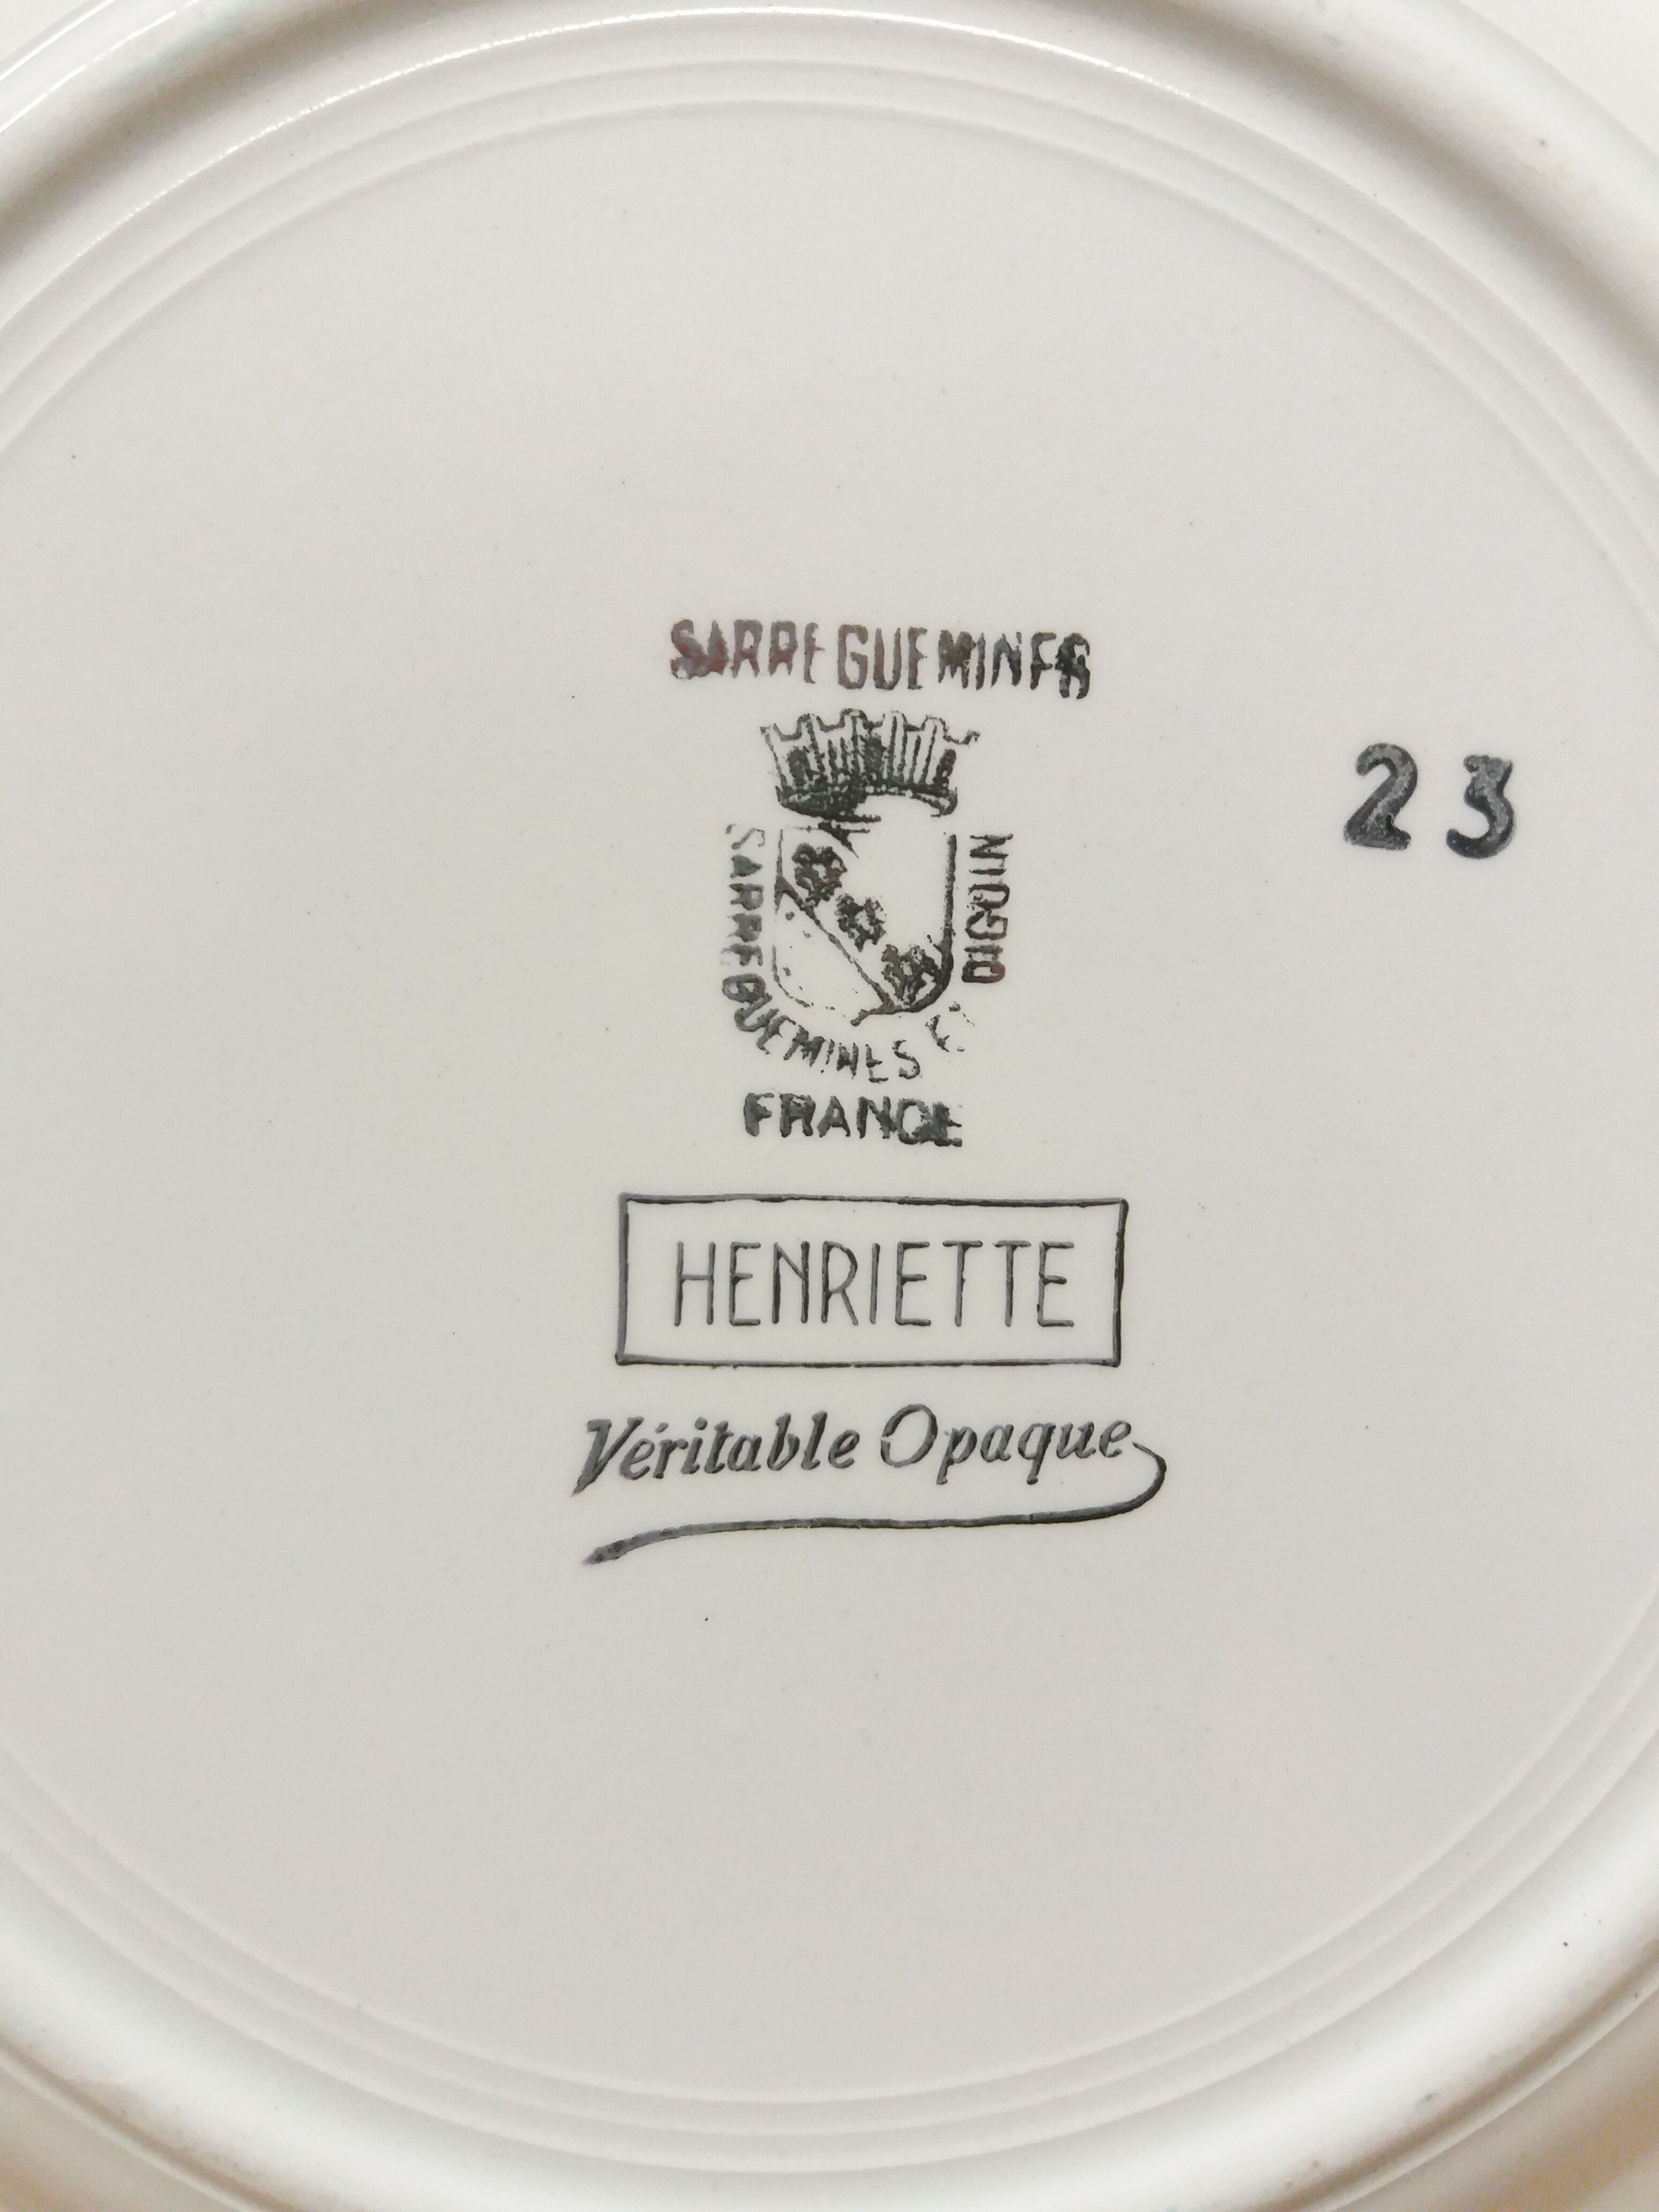 SARREGUEMINES
23
SARREGUEMINES ET DIGOIN
FRANCE
HENRIETTE
Véritable Opaque